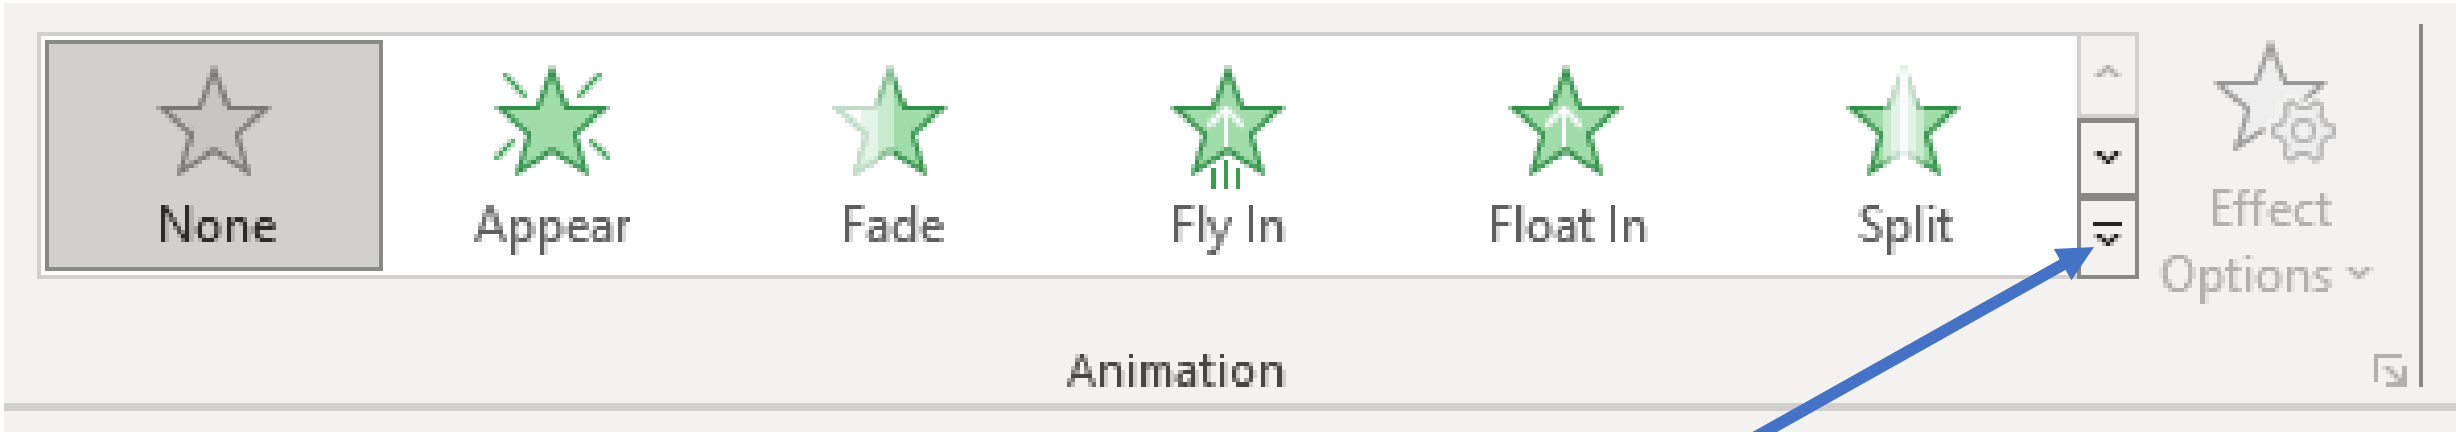 None Appear Fade Fly In Float In Split
Effect
Options
Animation